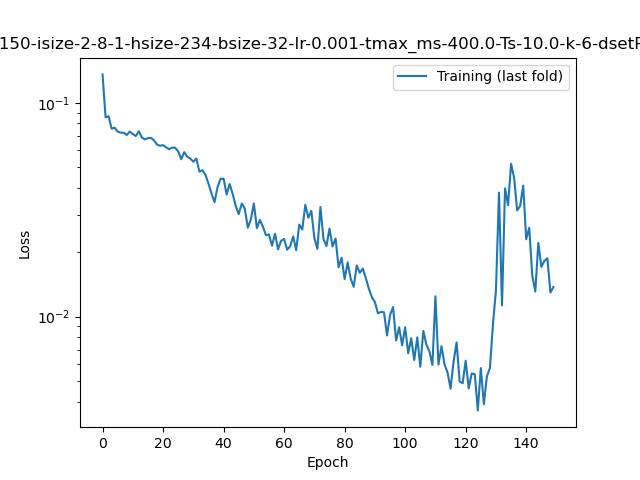 150-isize-2-8-1-hsize-234-bsize-32-lr-0.001-tmax_ms-400.0-Ts-10.0-k-6-dset
Training (last fold)
10⁻¹
10⁻²
Loss
0 20 40 60 80 100 120 140
Epoch